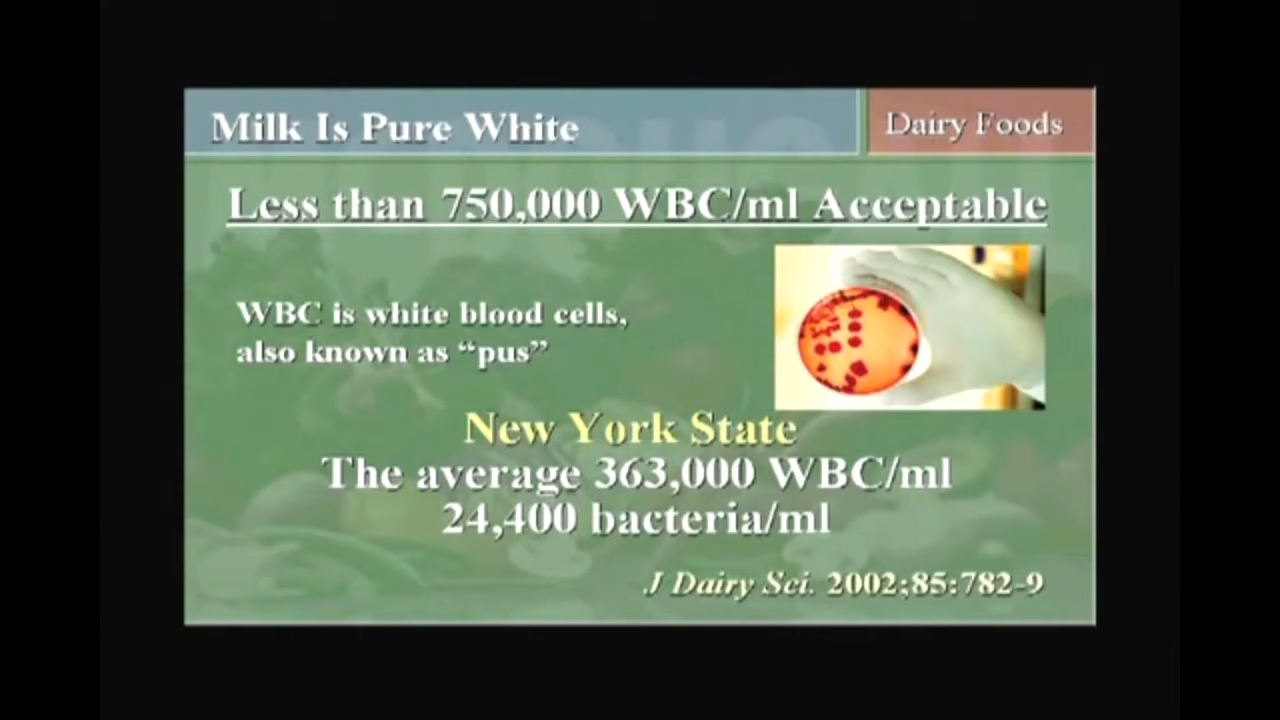 Milk Is Pure White
Dairy Foods
Less than 750,000 WBC/ml Acceptable
WBC is white blood cells,
also known as “pus”
New York State
The average 363,000 WBC/ml
24,400 bacteria/ml
J Dairy Sci. 2002;85:782-9